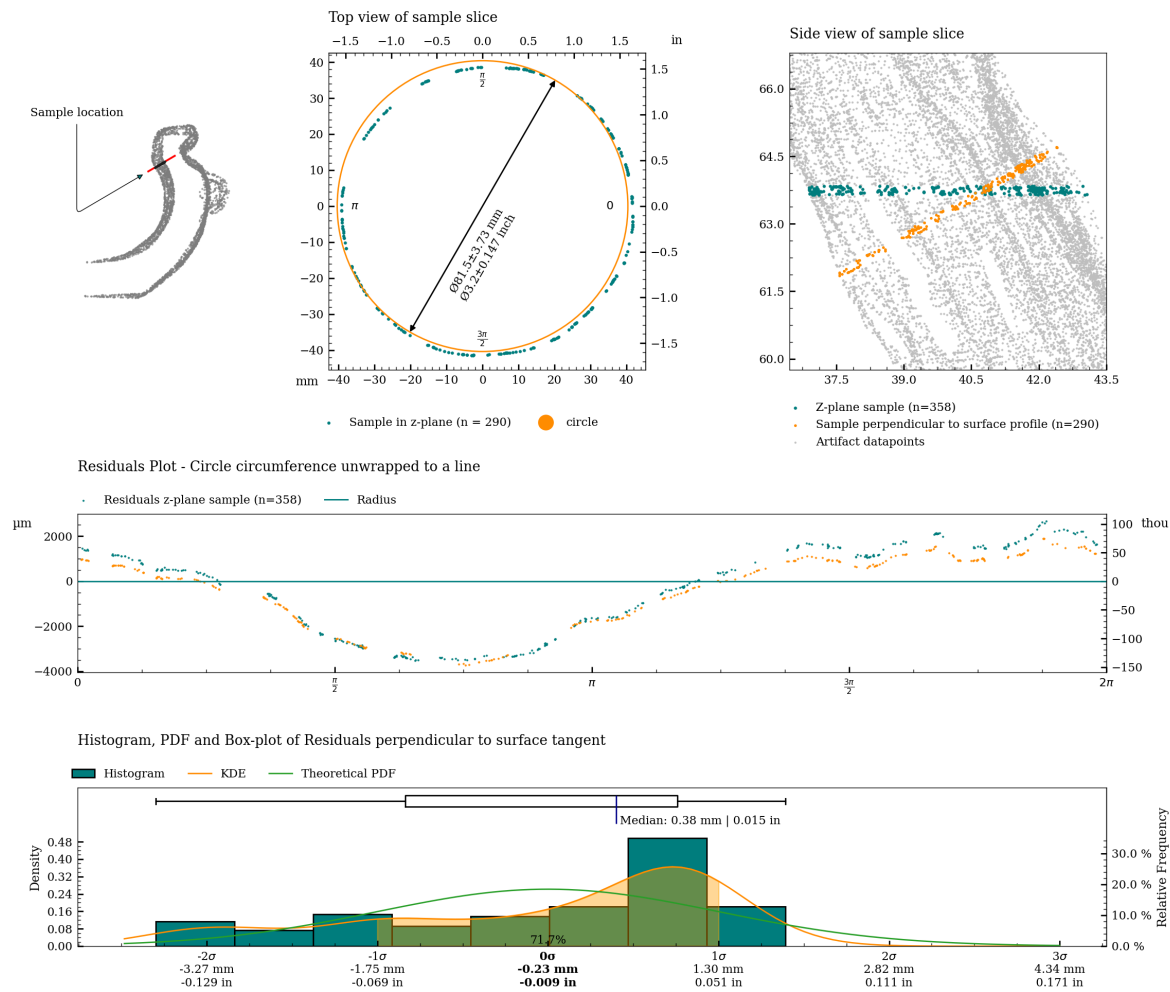 Top view of sample slice
−1.5 −1.0 −0.5 0.0 0.5 1.0 1.5 in
40 30 20 10 0 −10 −20 −30 −40
1.5 1.0 0.5 0.0 −0.5 −1.0 −1.5
π/2
π
0
3π/2
Ø81.5±3.73 mm
Ø3.2±0.147 inch
mm −40 −30 −20 −10 0 10 20 30 40
Sample in z-plane (n = 290) circle
Sample location
Side view of sample slice
66.0 64.5 63.0 61.5 60.0
37.5 39.0 40.5 42.0 43.5
Z-plane sample (n=358)
Sample perpendicular to surface profile (n=290)
Artifact datapoints
Residuals Plot - Circle circumference unwrapped to a line
Residuals z-plane sample (n=358) Radius
µm
2000 0 −2000 −4000
thou
100 50 0 −50 −100 −150
0 π/2 π 3π/2 2π
Histogram, PDF and Box-plot of Residuals perpendicular to surface tangent
Histogram KDE Theoretical PDF
Median: 0.38 mm | 0.015 in
Density
0.48 0.40 0.32 0.24 0.16 0.08 0.00
Relative Frequency
30.0 % 20.0 % 10.0 % 0.0 %
71.7%
-2σ -1σ 0σ 1σ 2σ 3σ
-3.27 mm -1.75 mm -0.23 mm 1.30 mm 2.82 mm 4.34 mm
-0.129 in -0.069 in -0.009 in 0.051 in 0.111 in 0.171 in